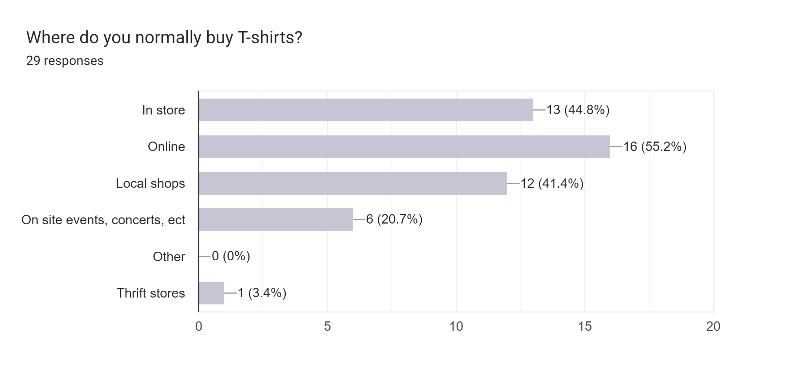 Where do you normally buy T-shirts?
29 responses
In store 13 (44.8%)
Online 16 (55.2%)
Local shops 12 (41.4%)
On site events, concerts, ect 6 (20.7%)
Other 0 (0%)
Thrift stores 1 (3.4%)
0 5 10 15 20